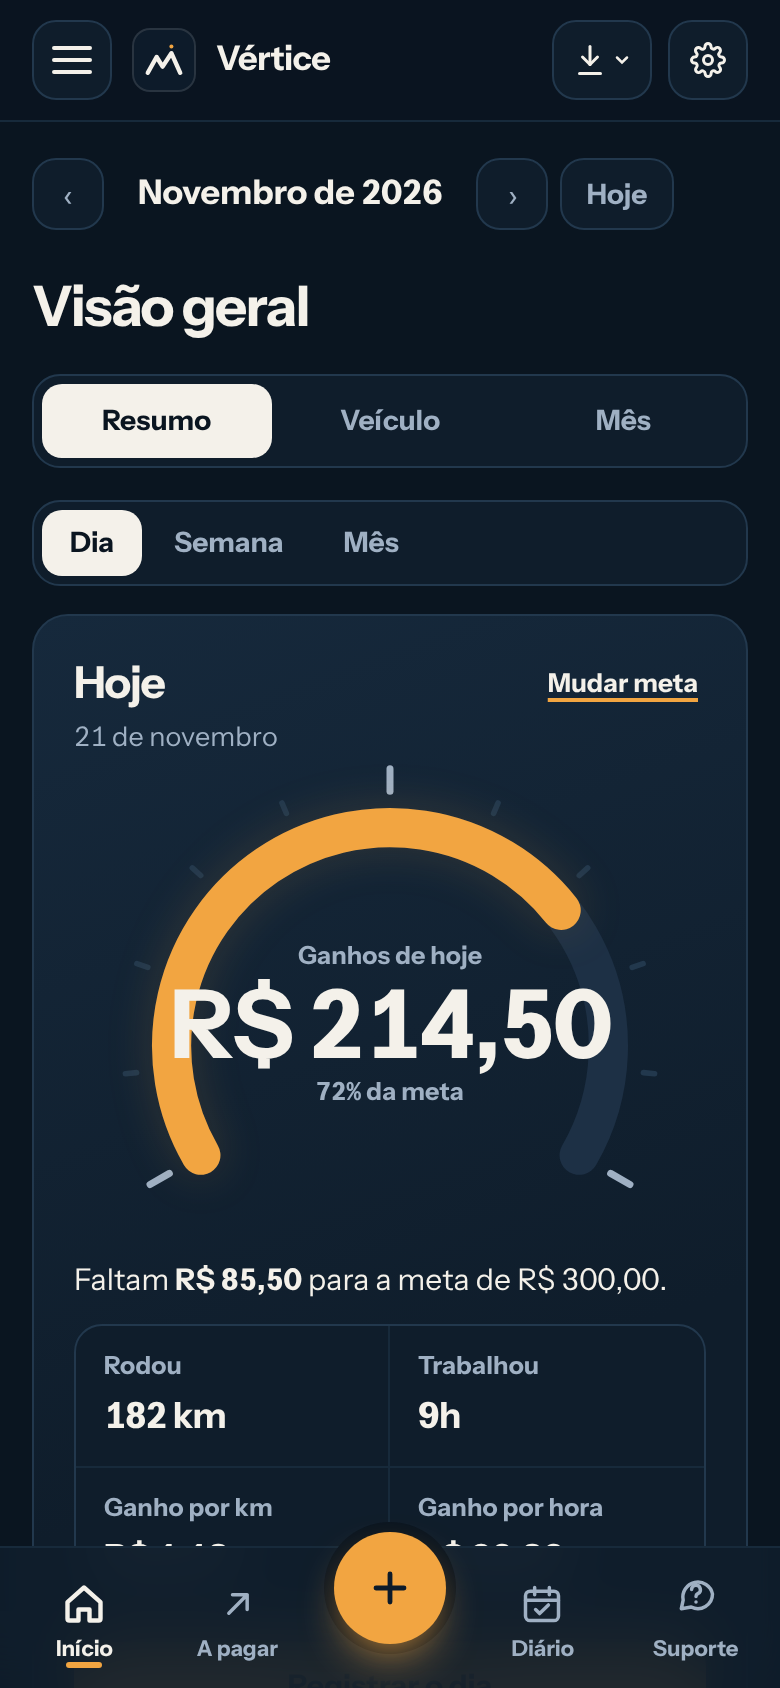 Vértice
‹ Novembro de 2026 › Hoje
Visão geral
Resumo Veículo Mês
Dia Semana Mês
Hoje Mudar meta
21 de novembro
Ganhos de hoje
R$ 214,50
72% da meta
Faltam R$ 85,50 para a meta de R$ 300,00.
Rodou Trabalhou
182 km 9h
Ganho por km Ganho por hora
Início A pagar + Diário Suporte
Registrar o dia